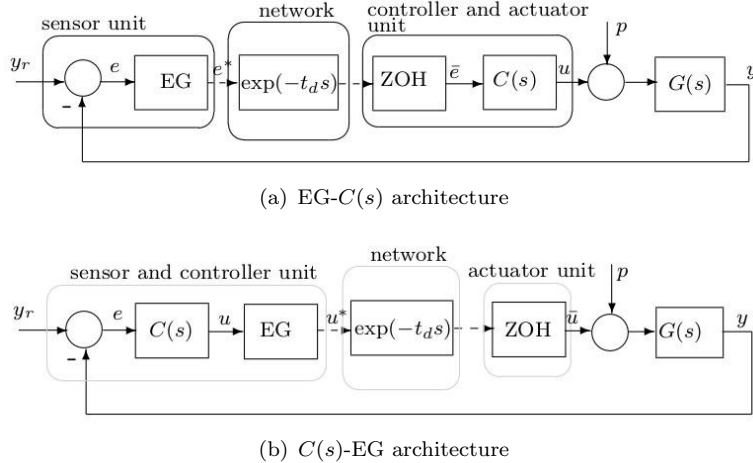 sensor unit
network
controller and actuator
unit
y_r
e
EG
e*
exp(−t_d s)
ZOH
ē
C(s)
u
p
G(s)
y
-
(a) EG-C(s) architecture
sensor and controller unit
network
actuator unit
y_r
e
C(s)
u
EG
u*
exp(−t_d s)
ZOH
ū
p
G(s)
y
-
(b) C(s)-EG architecture